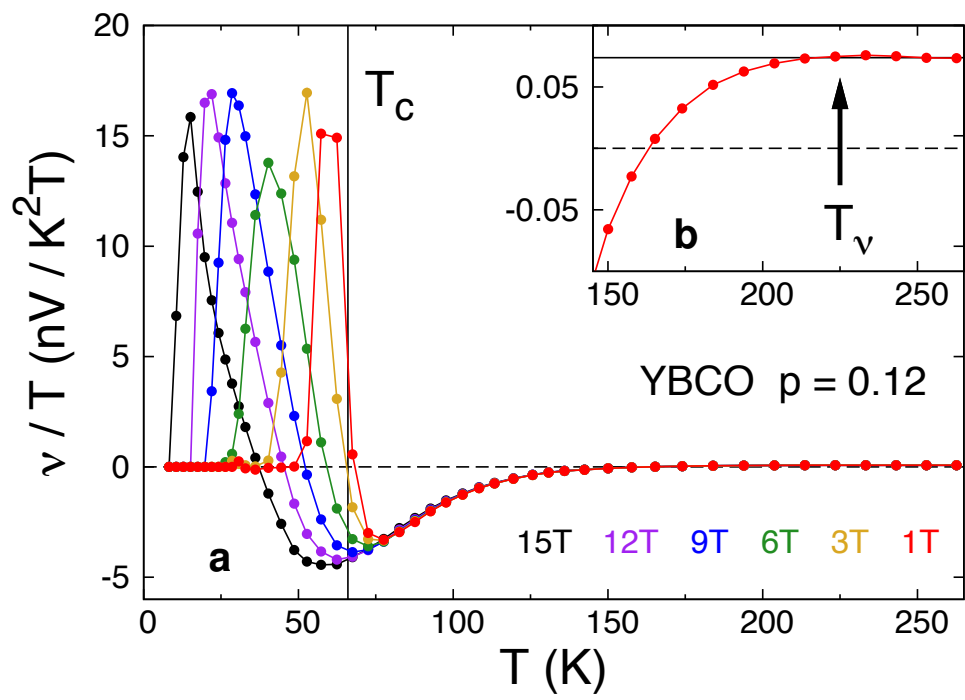 20
15
10
5
0
-5
ν / T (nV / K²T)
T_c
0.05
-0.05
T_ν
b
150
200
250
YBCO p = 0.12
a
15T 12T 9T 6T 3T 1T
0 50 100 150 200 250
T (K)